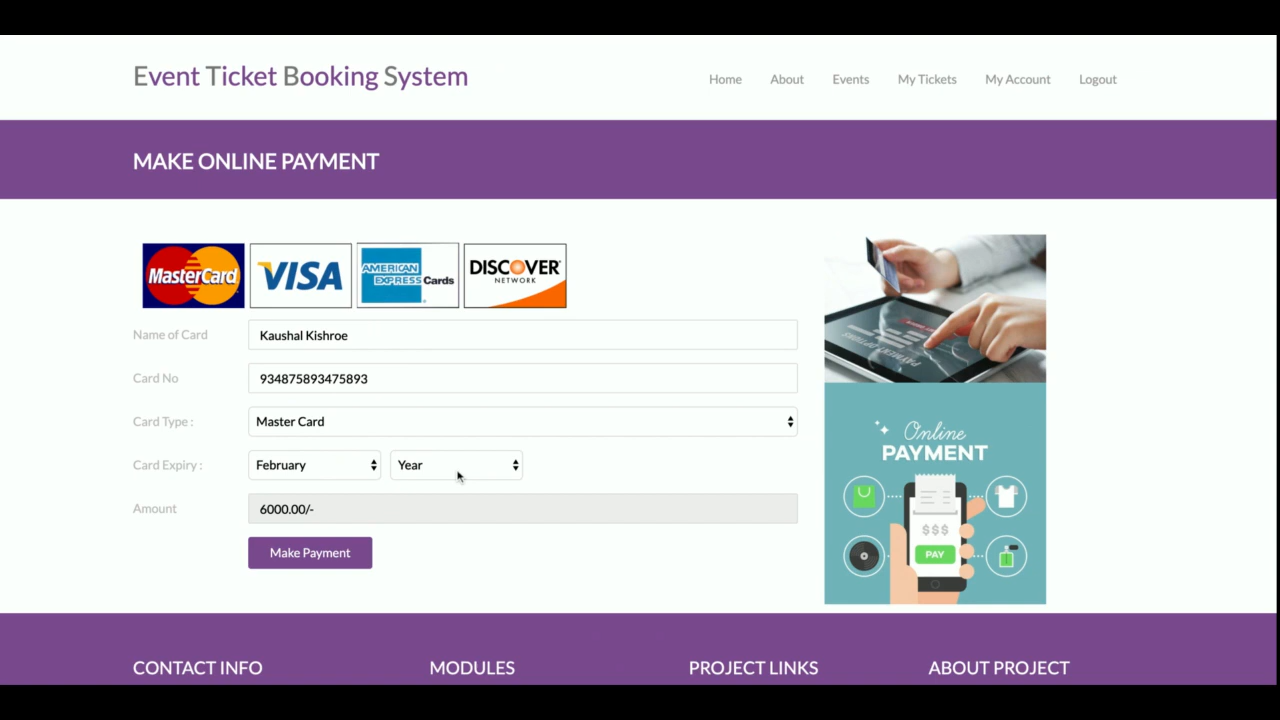 Event Ticket Booking System
Home About Events My Tickets My Account Logout
MAKE ONLINE PAYMENT
MasterCard VISA AMERICAN EXPRESS Cards DISCOVER NETWORK
Name of Card Kaushal Kishroe
Card No 934875893475893
Card Type : Master Card
Card Expiry : February Year
Amount 6000.00/-
Make Payment
PAYMENT OPTIONS
Online
PAYMENT
$$$
PAY
CONTACT INFO MODULES PROJECT LINKS ABOUT PROJECT